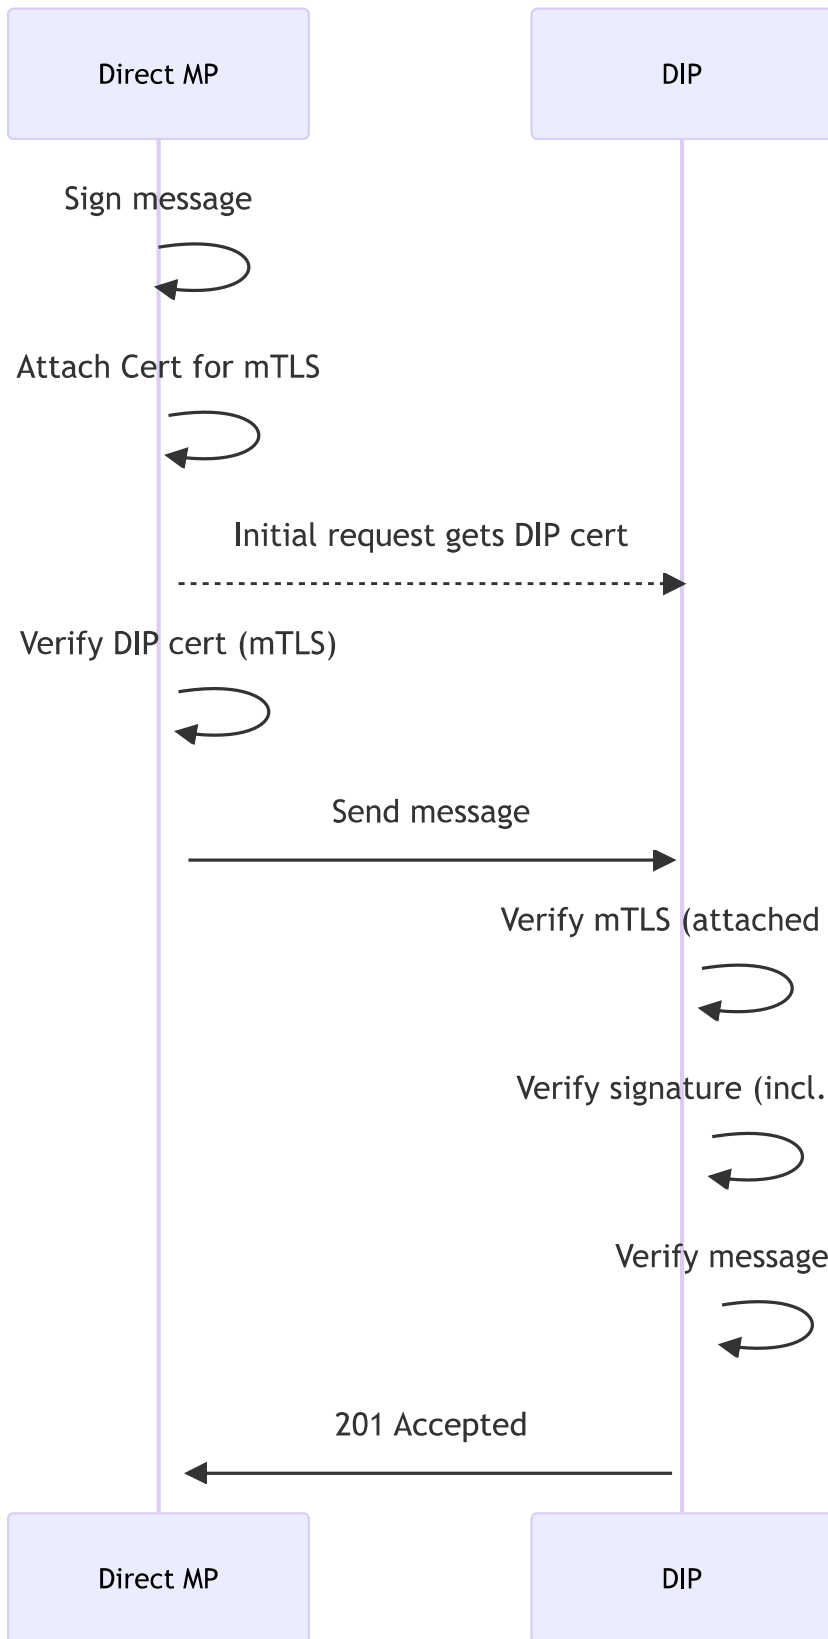 Direct MP
DIP
Sign message
Attach Cert for mTLS
Initial request gets DIP cert
Verify DIP cert (mTLS)
Send message
Verify mTLS (attached
Verify signature (incl.
Verify message
201 Accepted
Direct MP
DIP